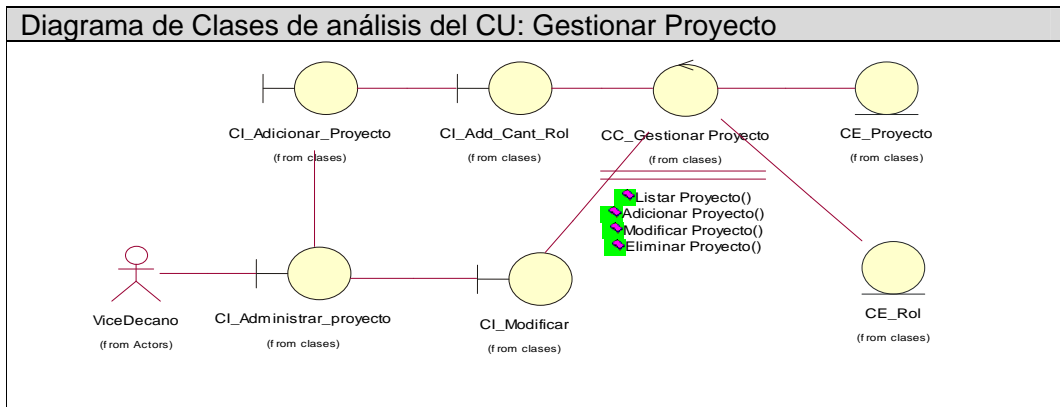 Diagrama de Clases de análisis del CU: Gestionar Proyecto
CI_Adicionar_Proyecto
(from clases)
CI_Add_Cant_Rol
(from clases)
CC_Gestionar Proyecto
(from clases)
CE_Proyecto
(from clases)
Listar Proyecto()
Adicionar Proyecto()
Modificar Proyecto()
Eliminar Proyecto()
ViceDecano
(from Actors)
CI_Administrar_proyecto
(from clases)
CI_Modificar
(from clases)
CE_Rol
(from clases)